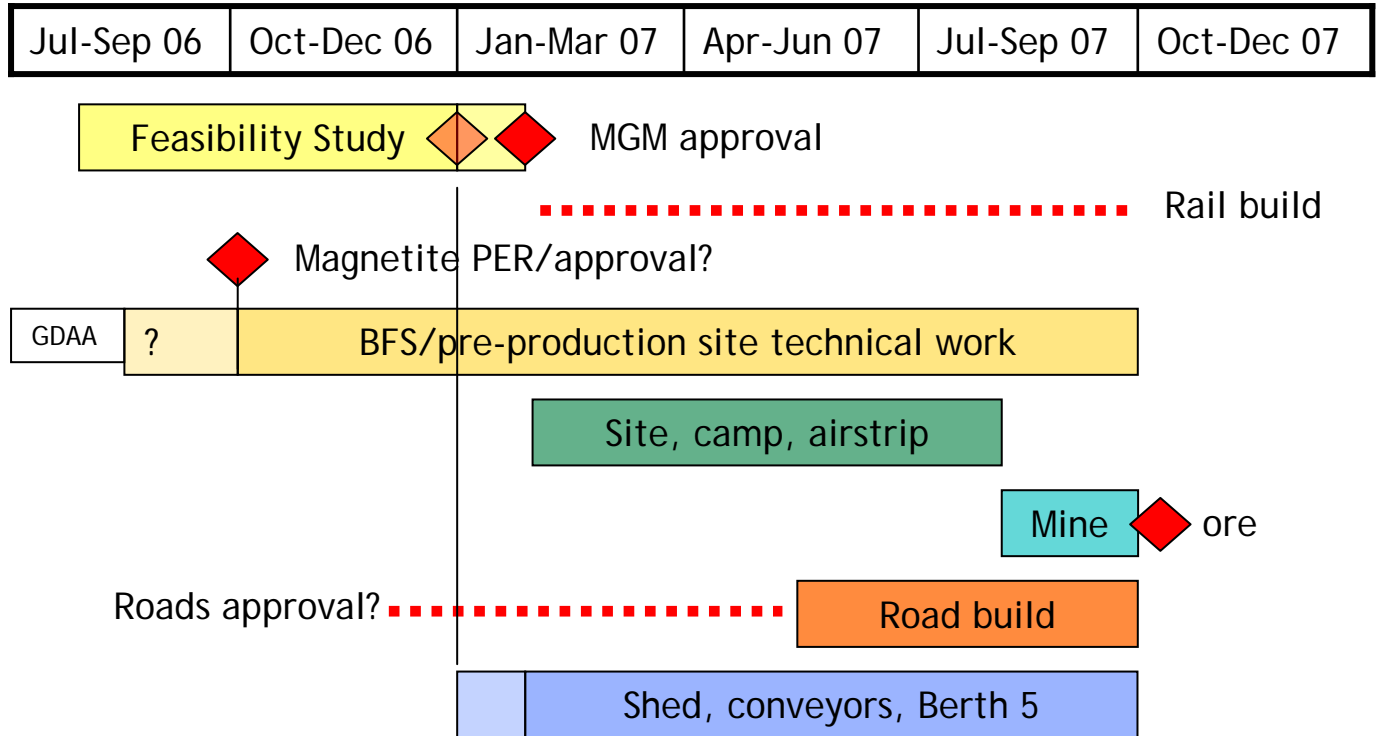 Jul-Sep 06 Oct-Dec 06 Jan-Mar 07 Apr-Jun 07 Jul-Sep 07 Oct-Dec 07
Feasibility Study MGM approval
Rail build
Magnetite PER/approval?
GDAA ? BFS/pre-production site technical work
Site, camp, airstrip
Mine ore
Roads approval? Road build
Shed, conveyors, Berth 5